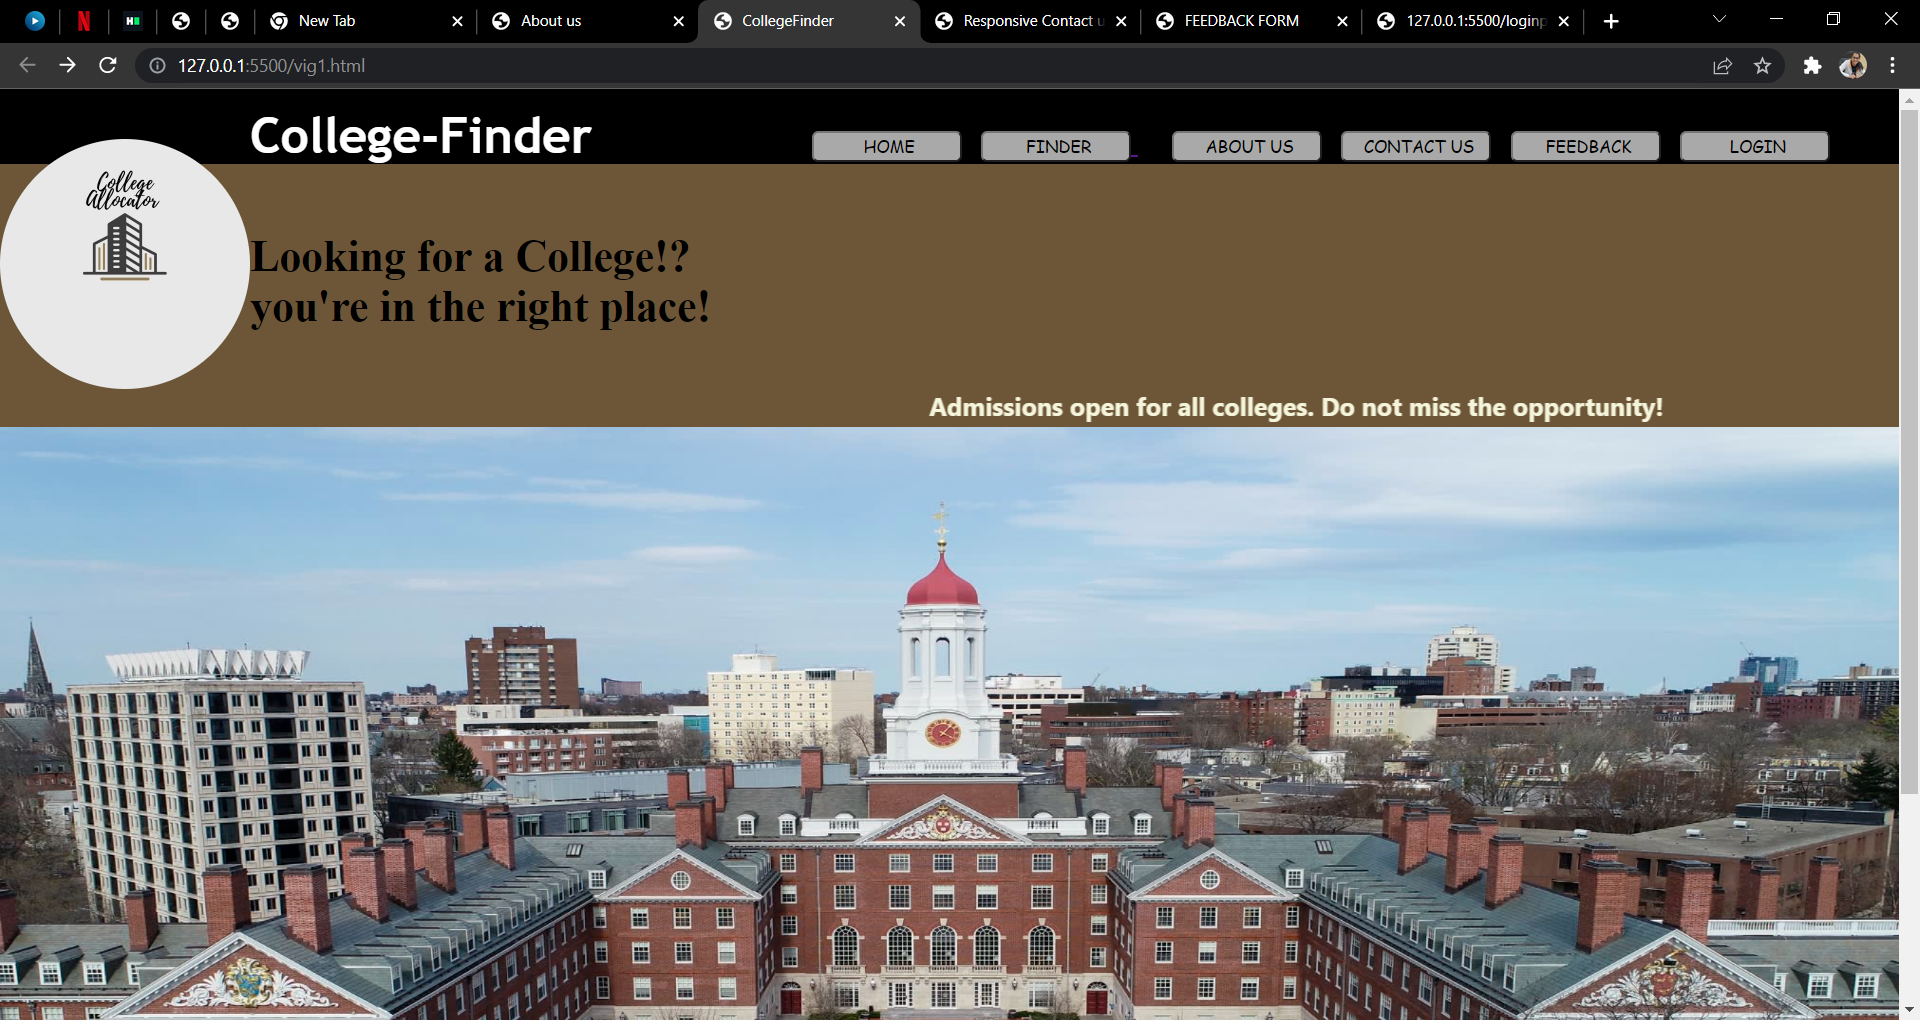 New Tab
About us
CollegeFinder
Responsive Contact u
FEEDBACK FORM
127.0.0.1:5500/loginp
127.0.0.1:5500/vig1.html
College-Finder
HOME
FINDER
ABOUT US
CONTACT US
FEEDBACK
LOGIN
College
Allocator
Looking for a College!?
you're in the right place!
Admissions open for all colleges. Do not miss the opportunity!